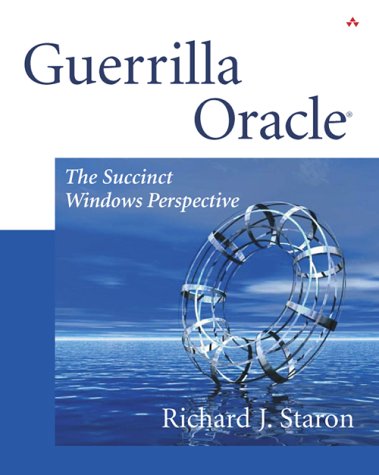 Guerrilla
Oracle®
The Succinct
Windows Perspective
Richard J. Staron